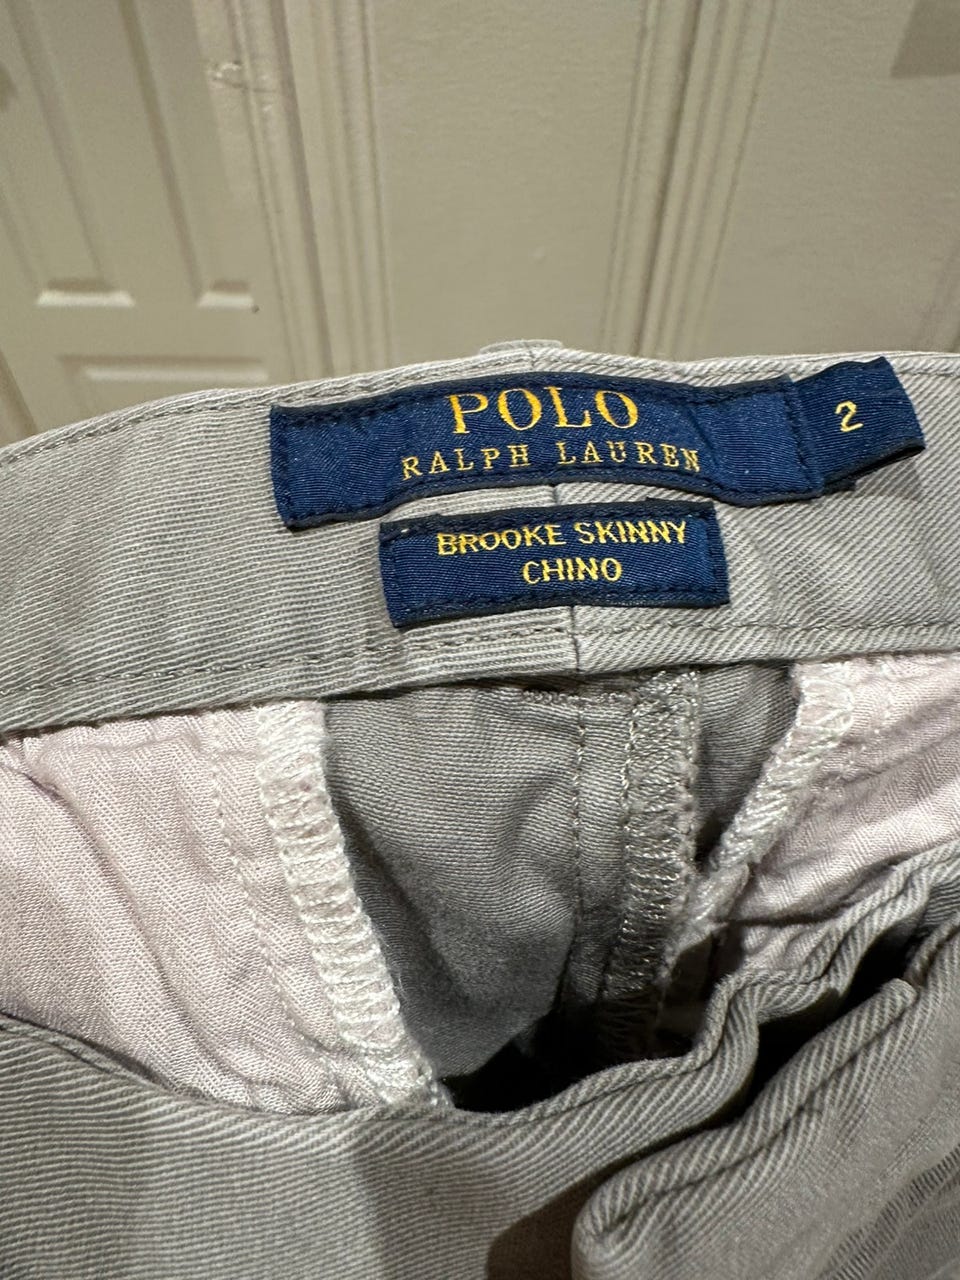 POLO
RALPH LAUREN
2
BROOKE SKINNY
CHINO